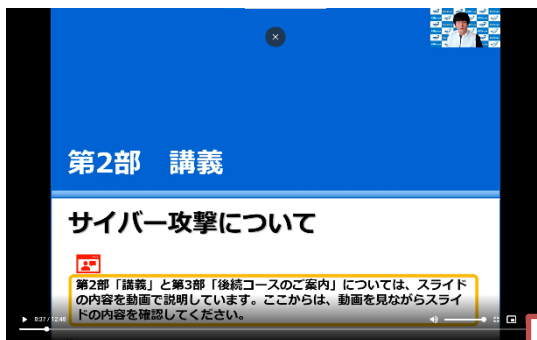 第2部 講義
サイバー攻撃について
第2部「講義」と第3部「後続コースのご案内」については、スライド
の内容を動画で説明しています。ここからは、動画を見ながらスライ
ドの内容を確認してください。
0:37 / 12:48